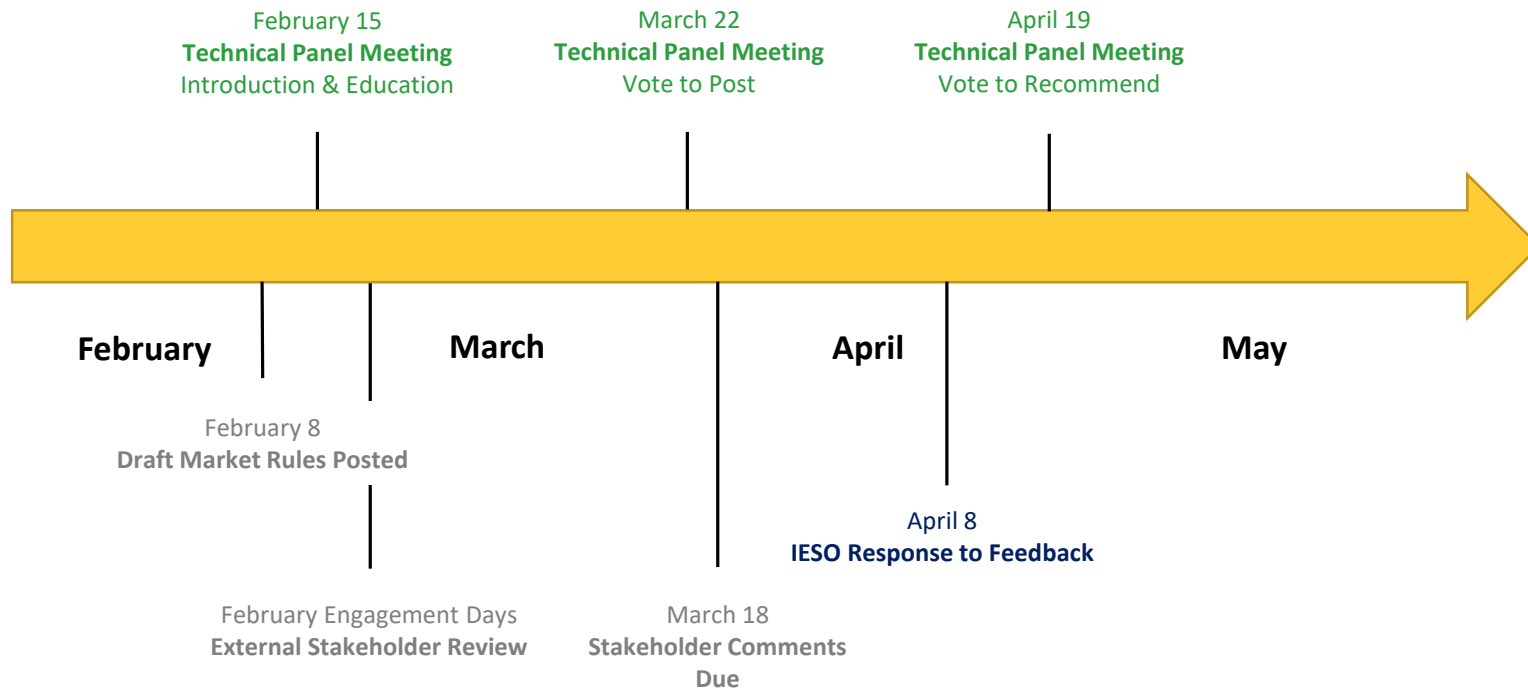 February 15
Technical Panel Meeting
Introduction & Education
March 22
Technical Panel Meeting
Vote to Post
April 19
Technical Panel Meeting
Vote to Recommend
February
March
April
May
February 8
Draft Market Rules Posted
April 8
IESO Response to Feedback
February Engagement Days
External Stakeholder Review
March 18
Stakeholder Comments
Due